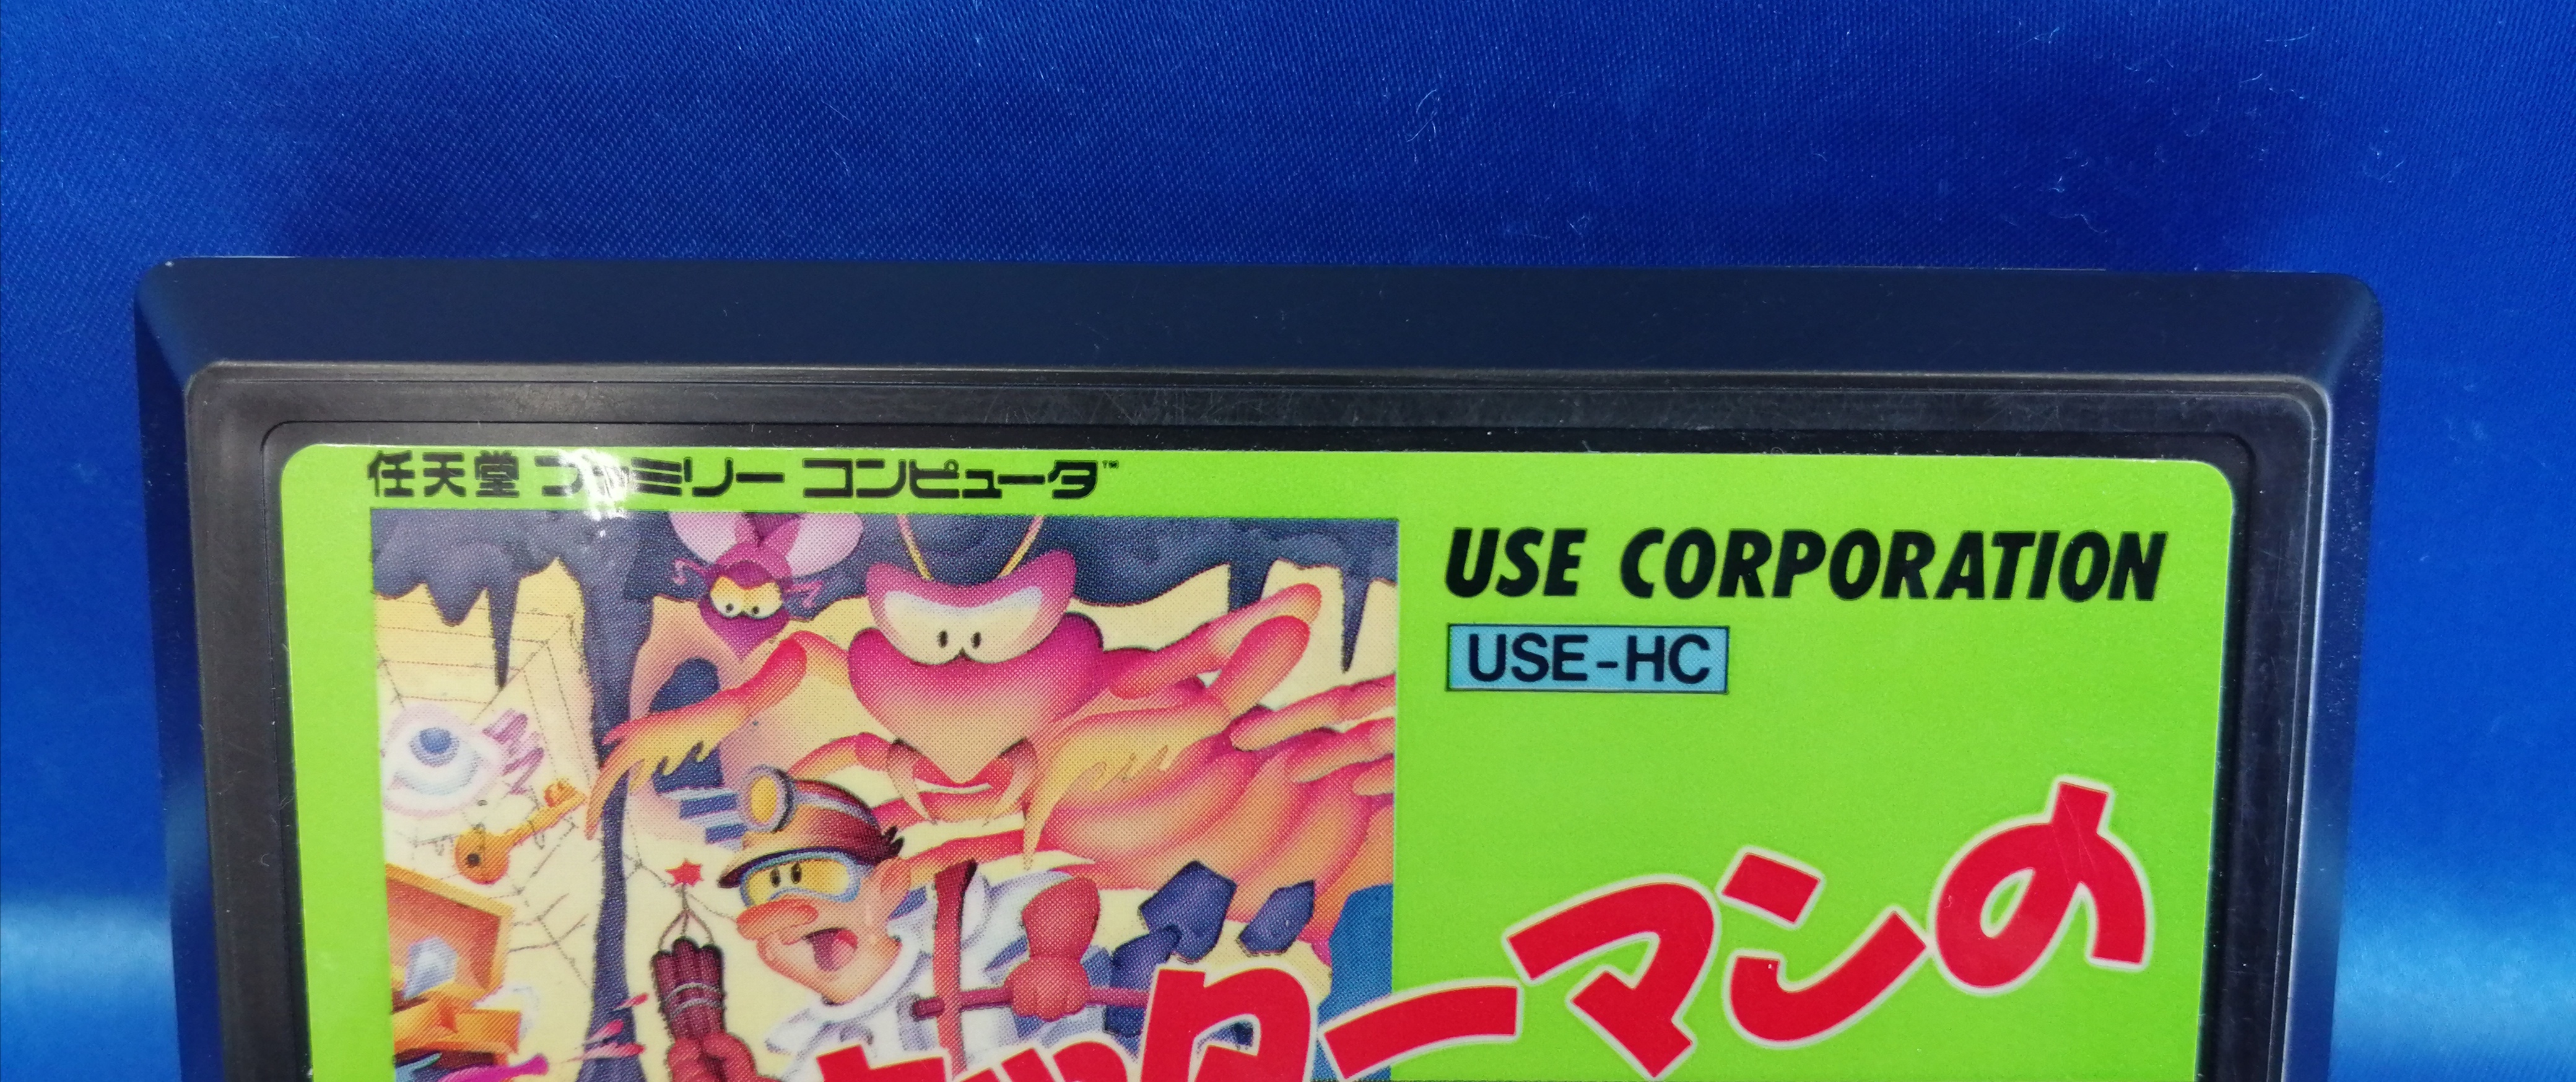 任天堂 ファミリー コンピュータ™
USE CORPORATION
USE-HC
ターマンの